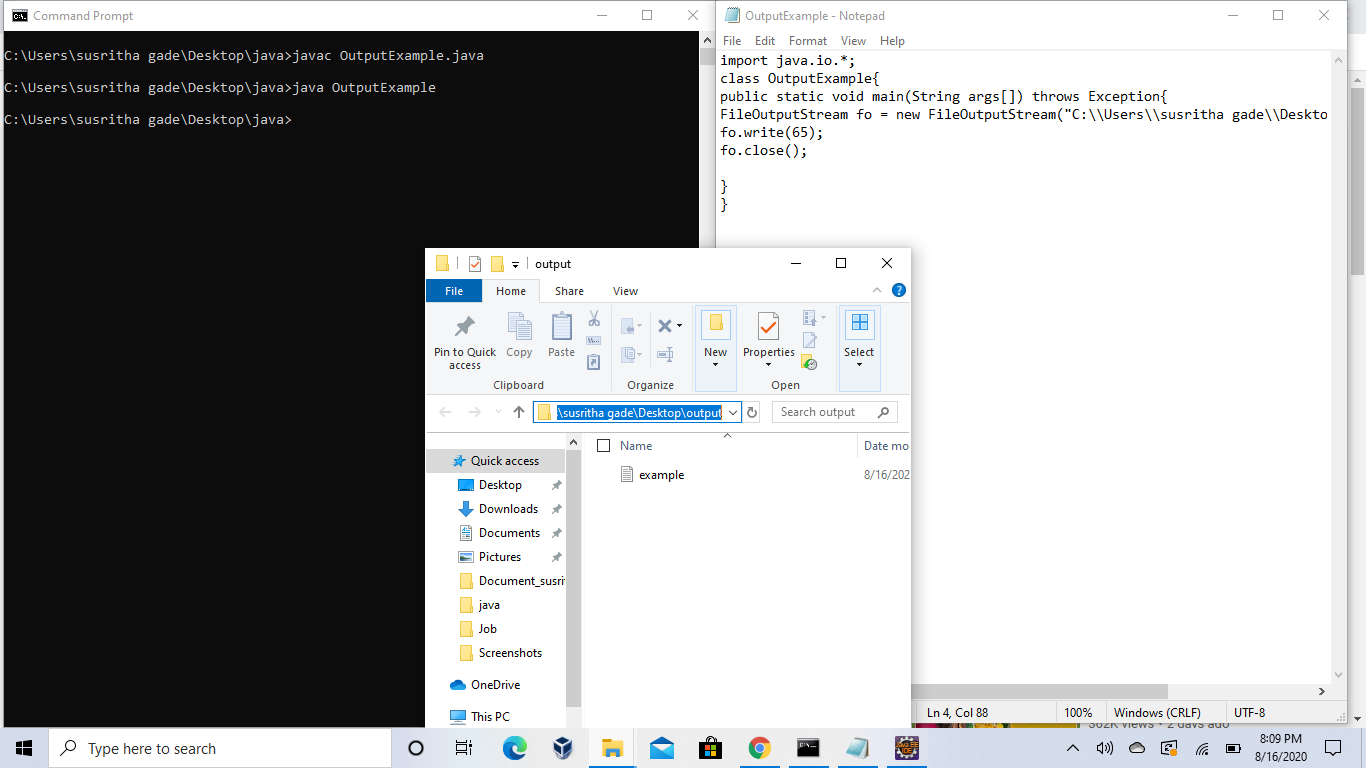 Command Prompt
C:\Users\susritha gade\Desktop\java>javac OutputExample.java
C:\Users\susritha gade\Desktop\java>java OutputExample
C:\Users\susritha gade\Desktop\java>
OutputExample - Notepad
File Edit Format View Help
import java.io.*;
class OutputExample{
public static void main(String args[]) throws Exception{
FileOutputStream fo = new FileOutputStream("C:\\Users\\susritha gade\\Deskto
fo.write(65);
fo.close();
}
}
Ln 4, Col 88 100% Windows (CRLF) UTF-8
output
File Home Share View
Pin to Quick access
Copy
Paste
New
Properties
Select
Clipboard Organize Open
\susritha gade\Desktop\output
Search output
Name Date mo
example 8/16/202
Quick access
Desktop
Downloads
Documents
Pictures
Document_susri
java
Job
Screenshots
OneDrive
This PC
362K views • 2 days ago
Type here to search
8:09 PM
8/16/2020